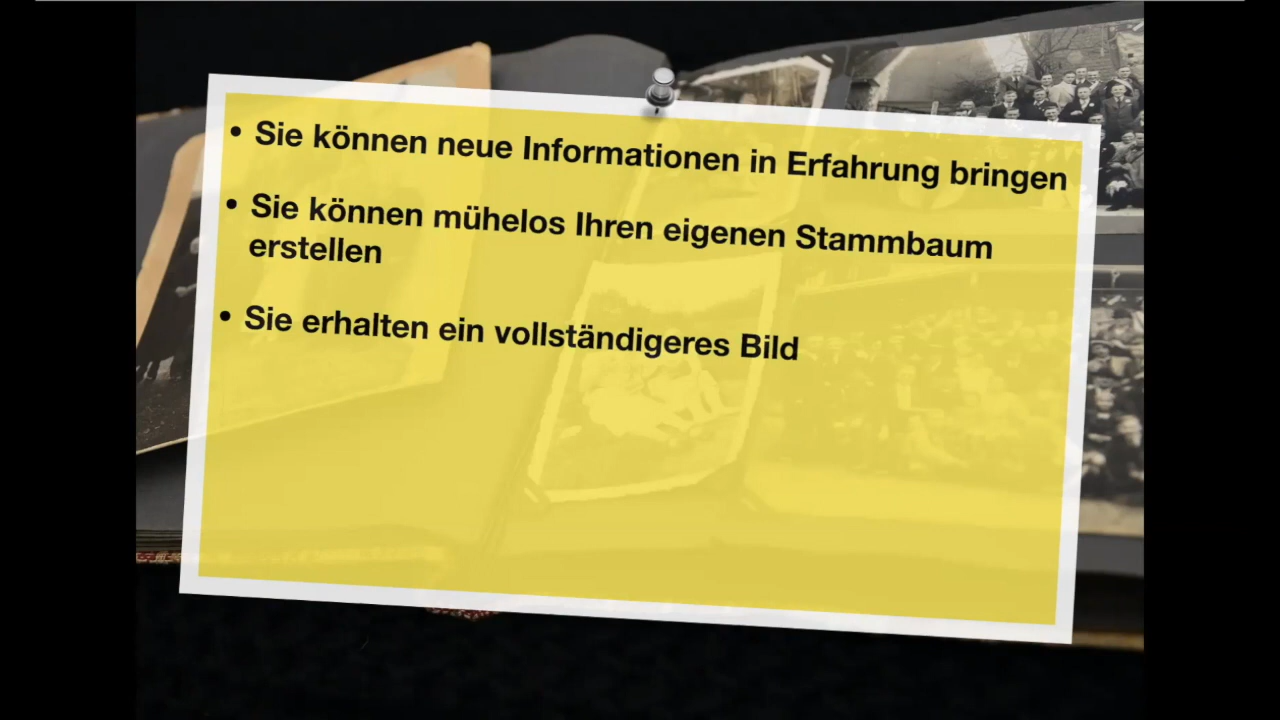 • Sie können neue Informationen in Erfahrung bringen
• Sie können mühelos Ihren eigenen Stammbaum
erstellen
• Sie erhalten ein vollständigeres Bild